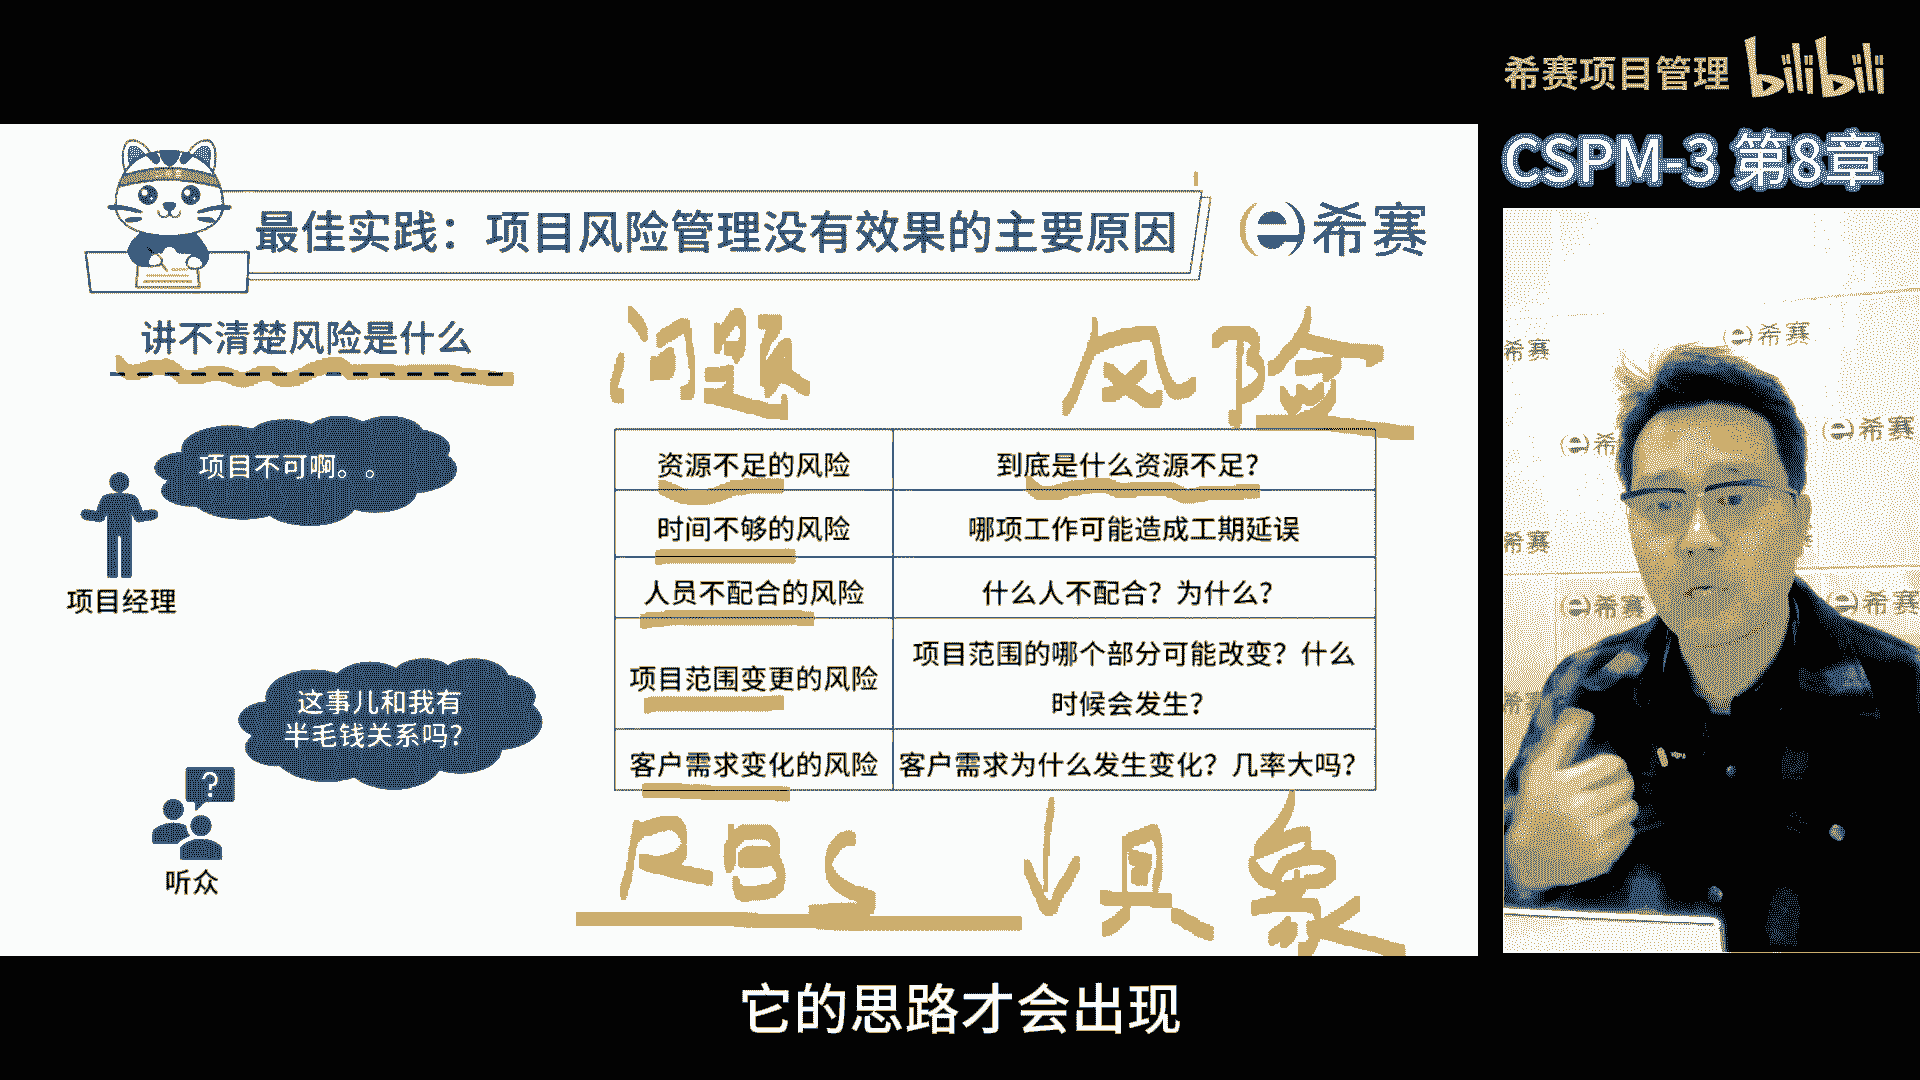 希赛项目管理 bilibili
CSPM-3 第8章
最佳实践：项目风险管理没有效果的主要原因
希赛
讲不清楚风险是什么
问题 风险
项目不可啊。。
项目经理
这事儿和我有
半毛钱关系吗？
?
听众
资源不足的风险 到底是什么资源不足？
时间不够的风险 哪项工作可能造成工期延误
人员不配合的风险 什么人不配合？为什么？
项目范围变更的风险 项目范围的哪个部分可能改变？什么
时候会发生？
客户需求变化的风险 客户需求为什么发生变化？几率大吗？
RBS ↓具象
希赛
希赛
希
希赛
希赛
希赛
希赛
希赛
它的思路才会出现